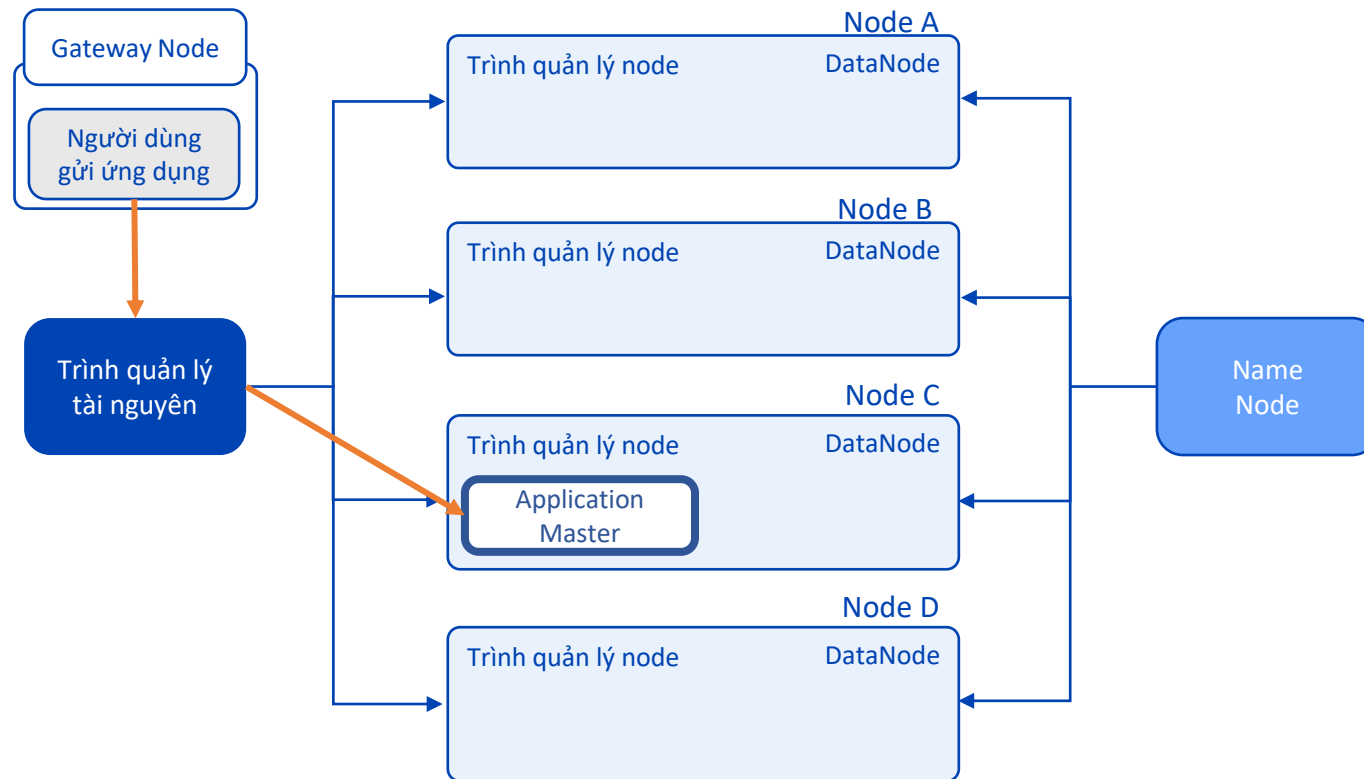 Gateway Node
Người dùng
gửi ứng dụng
Trình quản lý
tài nguyên
Node A
Trình quản lý node
DataNode
Node B
Trình quản lý node
DataNode
Node C
Trình quản lý node
DataNode
Application
Master
Node D
Trình quản lý node
DataNode
Name
Node